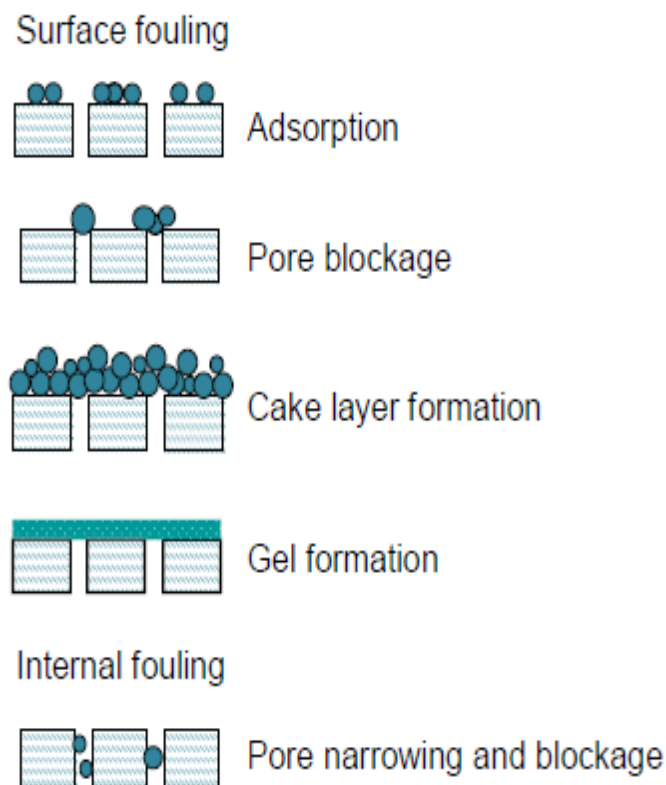 Surface fouling
Adsorption
Pore blockage
Cake layer formation
Gel formation
Internal fouling
Pore narrowing and blockage